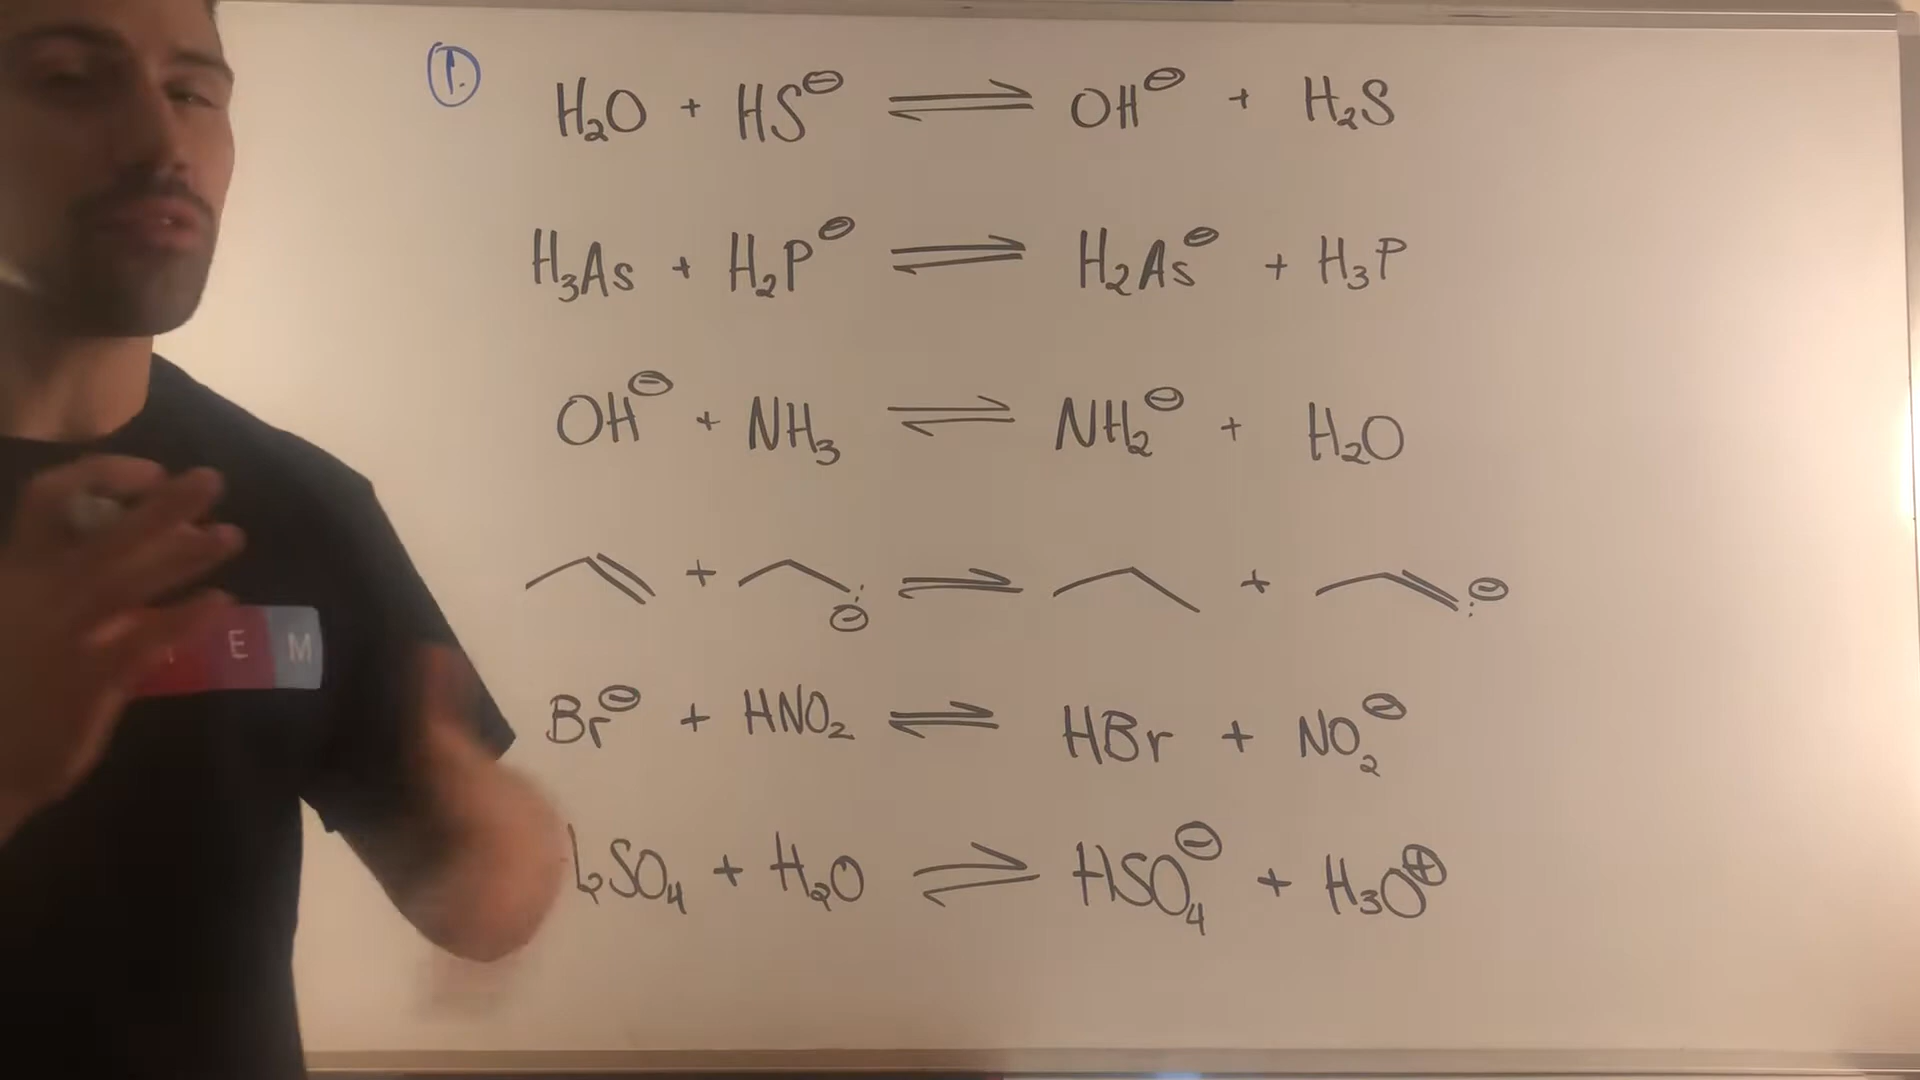 1.
H₂O + HS⊖ ⇌ OH⊖ + H₂S
H₃As + H₂P⊖ ⇌ H₂As⊖ + H₃P
OH⊖ + NH₃ ⇌ NH₂⊖ + H₂O
+ :⊖ ⇌ + :⊖
Br⊖ + HNO₂ ⇌ HBr + NO₂⊖
SO₄ + H₂O ⇌ HSO₄⊖ + H₃O⊕
E M